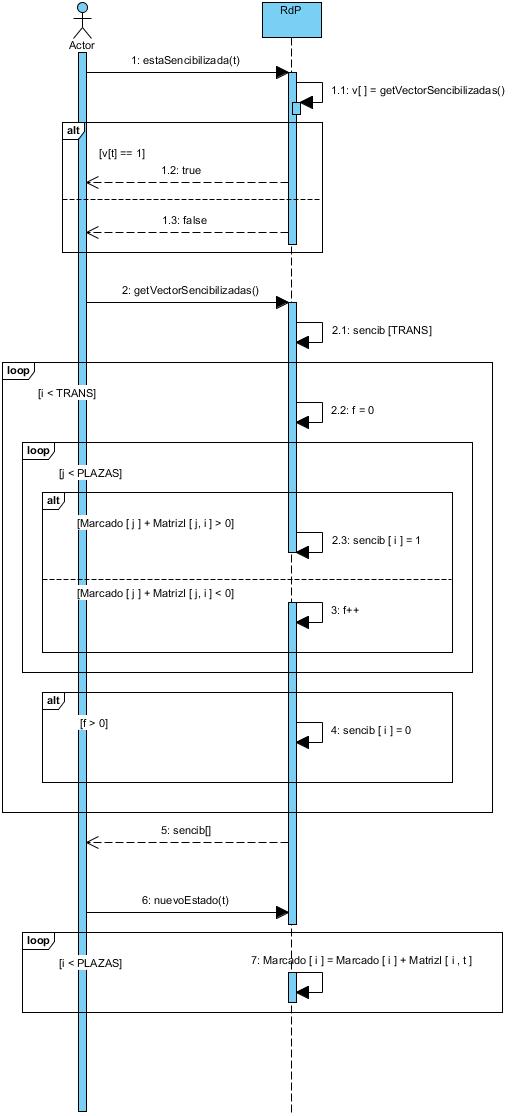 RdP
Actor
1: estaSencibilizada(t)
1.1: v[ ] = getVectorSencibilizadas()
alt
[v[t] == 1]
1.2: true
1.3: false
2: getVectorSencibilizadas()
2.1: sencib [TRANS]
loop
[i < TRANS]
2.2: f = 0
loop
[j < PLAZAS]
alt
[Marcado [ j ] + MatrizI [ j, i ] > 0]
2.3: sencib [ i ] = 1
[Marcado [ j ] + MatrizI [ j, i ] < 0]
3: f++
alt
[f > 0]
4: sencib [ i ] = 0
5: sencib[]
6: nuevoEstado(t)
loop
[i < PLAZAS]
7: Marcado [ i ] = Marcado [ i ] + MatrizI [ i , t ]